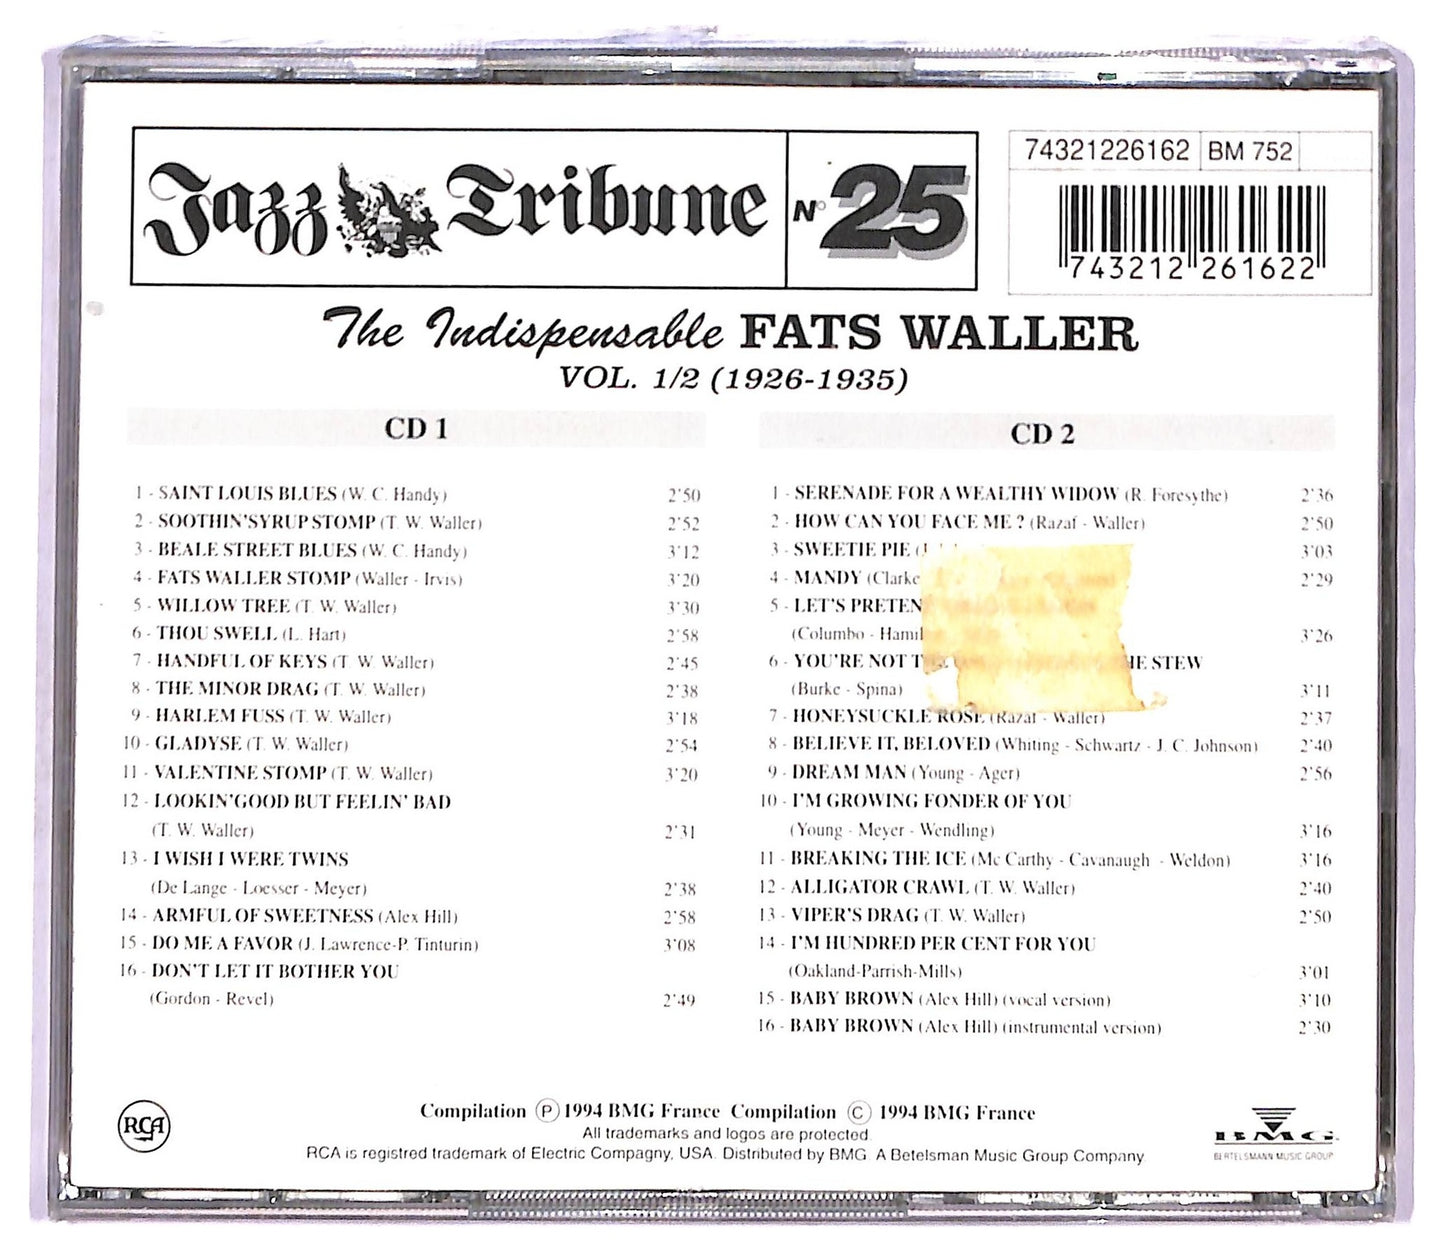 Jazz Tribune N° 25
74321226162 BM 752
743212 261622
The Indispensable FATS WALLER
VOL. 1/2 (1926-1935)
CD 1
1 - SAINT LOUIS BLUES (W. C. Handy) 2'50
2 - SOOTHIN'SYRUP STOMP (T. W. Waller) 2'52
3 - BEALE STREET BLUES (W. C. Handy) 3'12
4 - FATS WALLER STOMP (Waller - Irvis) 3'20
5 - WILLOW TREE (T. W. Waller) 3'30
6 - THOU SWELL (L. Hart) 2'58
7 - HANDFUL OF KEYS (T. W. Waller) 2'45
8 - THE MINOR DRAG (T. W. Waller) 2'38
9 - HARLEM FUSS (T. W. Waller) 3'18
10 - GLADYSE (T. W. Waller) 2'54
11 - VALENTINE STOMP (T. W. Waller) 3'20
12 - LOOKIN'GOOD BUT FEELIN' BAD
(T. W. Waller) 2'31
13 - I WISH I WERE TWINS
(De Lange - Loesser - Meyer) 2'38
14 - ARMFUL OF SWEETNESS (Alex Hill) 2'58
15 - DO ME A FAVOR (J. Lawrence-P. Tinturin) 3'08
16 - DON'T LET IT BOTHER YOU
(Gordon - Revel) 2'49
CD 2
1 - SERENADE FOR A WEALTHY WIDOW (R. Foresythe) 2'36
2 - HOW CAN YOU FACE ME ? (Razaf - Waller) 2'50
3 - SWEETIE PIE 3'03
4 - MANDY (Clarke 2'29
5 - LET'S
(Columbo - 3'26
6 - YOU'RE NOT STEW
(Burke - Spina) 3'11
7 - HONEYSUCKLE ROSE (Razaf - Waller) 2'37
8 - BELIEVE IT, BELOVED (Whiting - Schwartz - J. C. Johnson) 2'40
9 - DREAM MAN (Young - Ager) 2'56
10 - I'M GROWING FONDER OF YOU
(Young - Meyer - Wendling) 3'16
11 - BREAKING THE ICE (Mc Carthy - Cavanaugh - Weldon) 3'16
12 - ALLIGATOR CRAWL (T. W. Waller) 2'40
13 - VIPER'S DRAG (T. W. Waller) 2'50
14 - I'M HUNDRED PER CENT FOR YOU
(Oakland-Parrish-Mills) 3'01
15 - BABY BROWN (Alex Hill) (vocal version) 3'10
16 - BABY BROWN (Alex Hill) (instrumental version) 2'30
RCA
Compilation Ⓟ 1994 BMG France Compilation © 1994 BMG France
All trademarks and logos are protected
RCA is registred trademark of Electric Compagny, USA. Distributed by BMG. A Betelsman Music Group Company
BMG
BERTELSMANN MUSIC GROUP